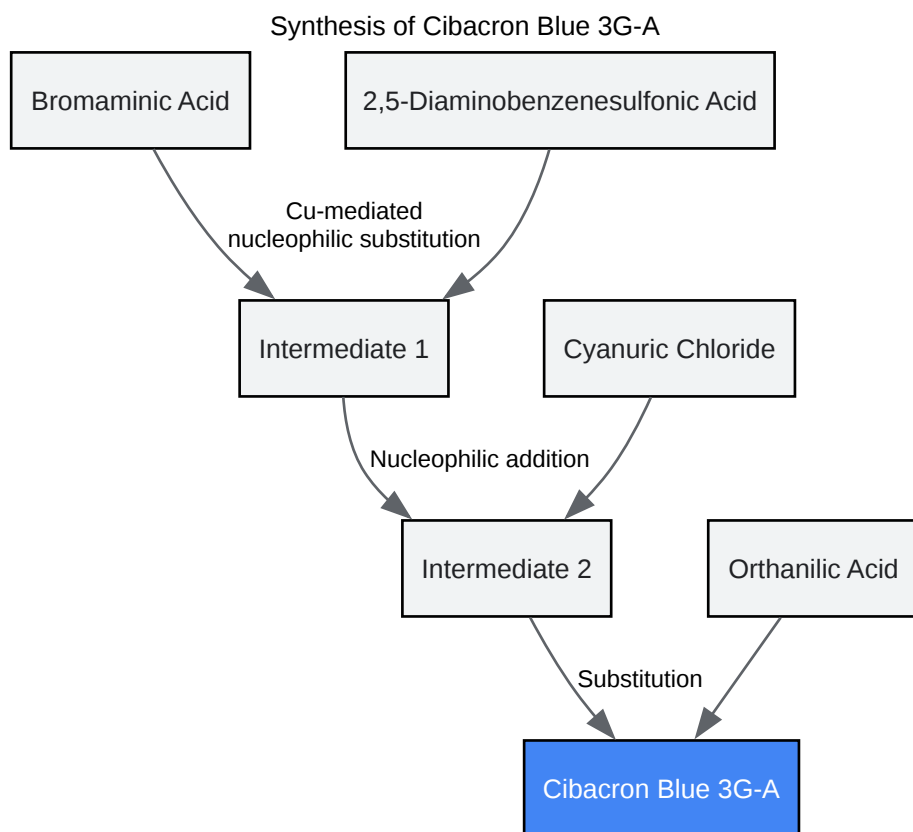 Synthesis of Cibacron Blue 3G-A
Bromaminic Acid
2,5-Diaminobenzenesulfonic Acid
Cu-mediated
nucleophilic substitution
Intermediate 1
Cyanuric Chloride
Nucleophilic addition
Intermediate 2
Orthanilic Acid
Substitution
Cibacron Blue 3G-A